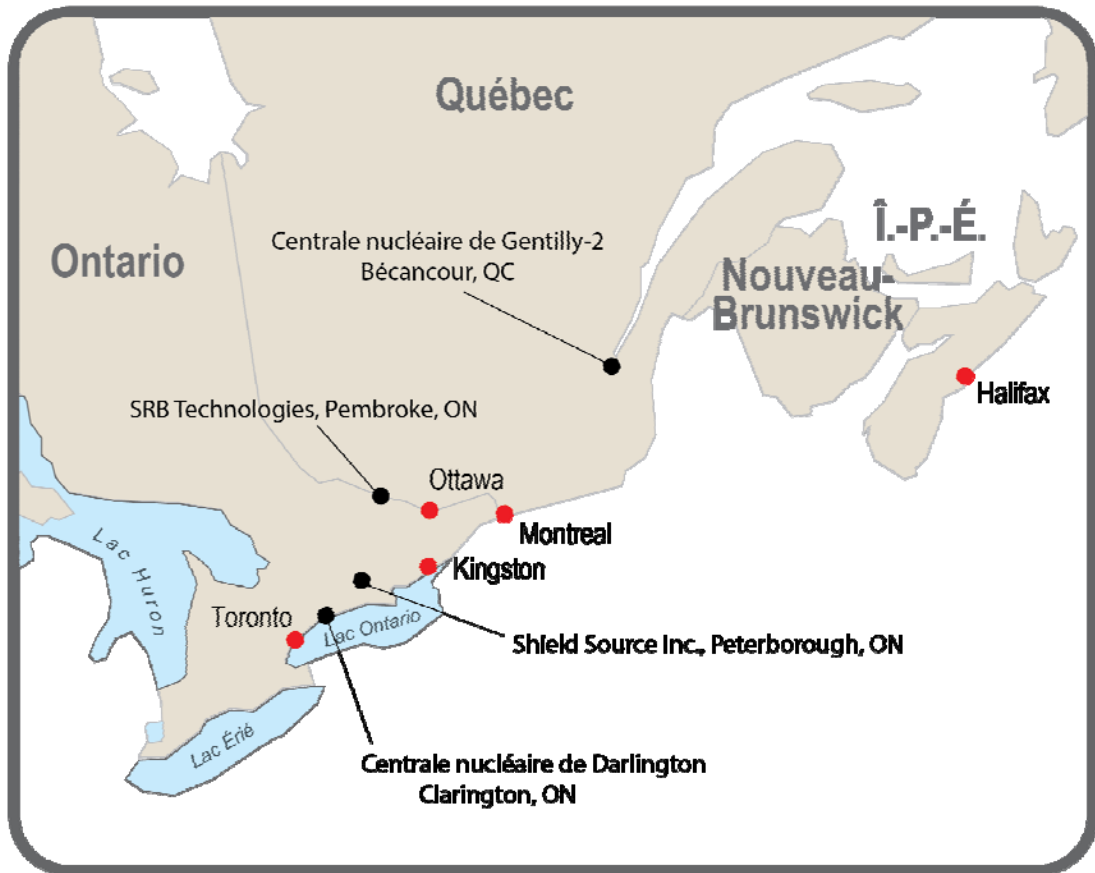 Québec
Ontario
Î.-P.-É.
Centrale nucléaire de Gentilly-2
Bécancour, QC
Nouveau-
Brunswick
Halifax
SRB Technologies, Pembroke, ON
Ottawa
Montreal
Lac Huron
Kingston
Toronto
Lac Ontario
Shield Source Inc., Peterborough, ON
Lac Érié
Centrale nucléaire de Darlington
Clarington, ON